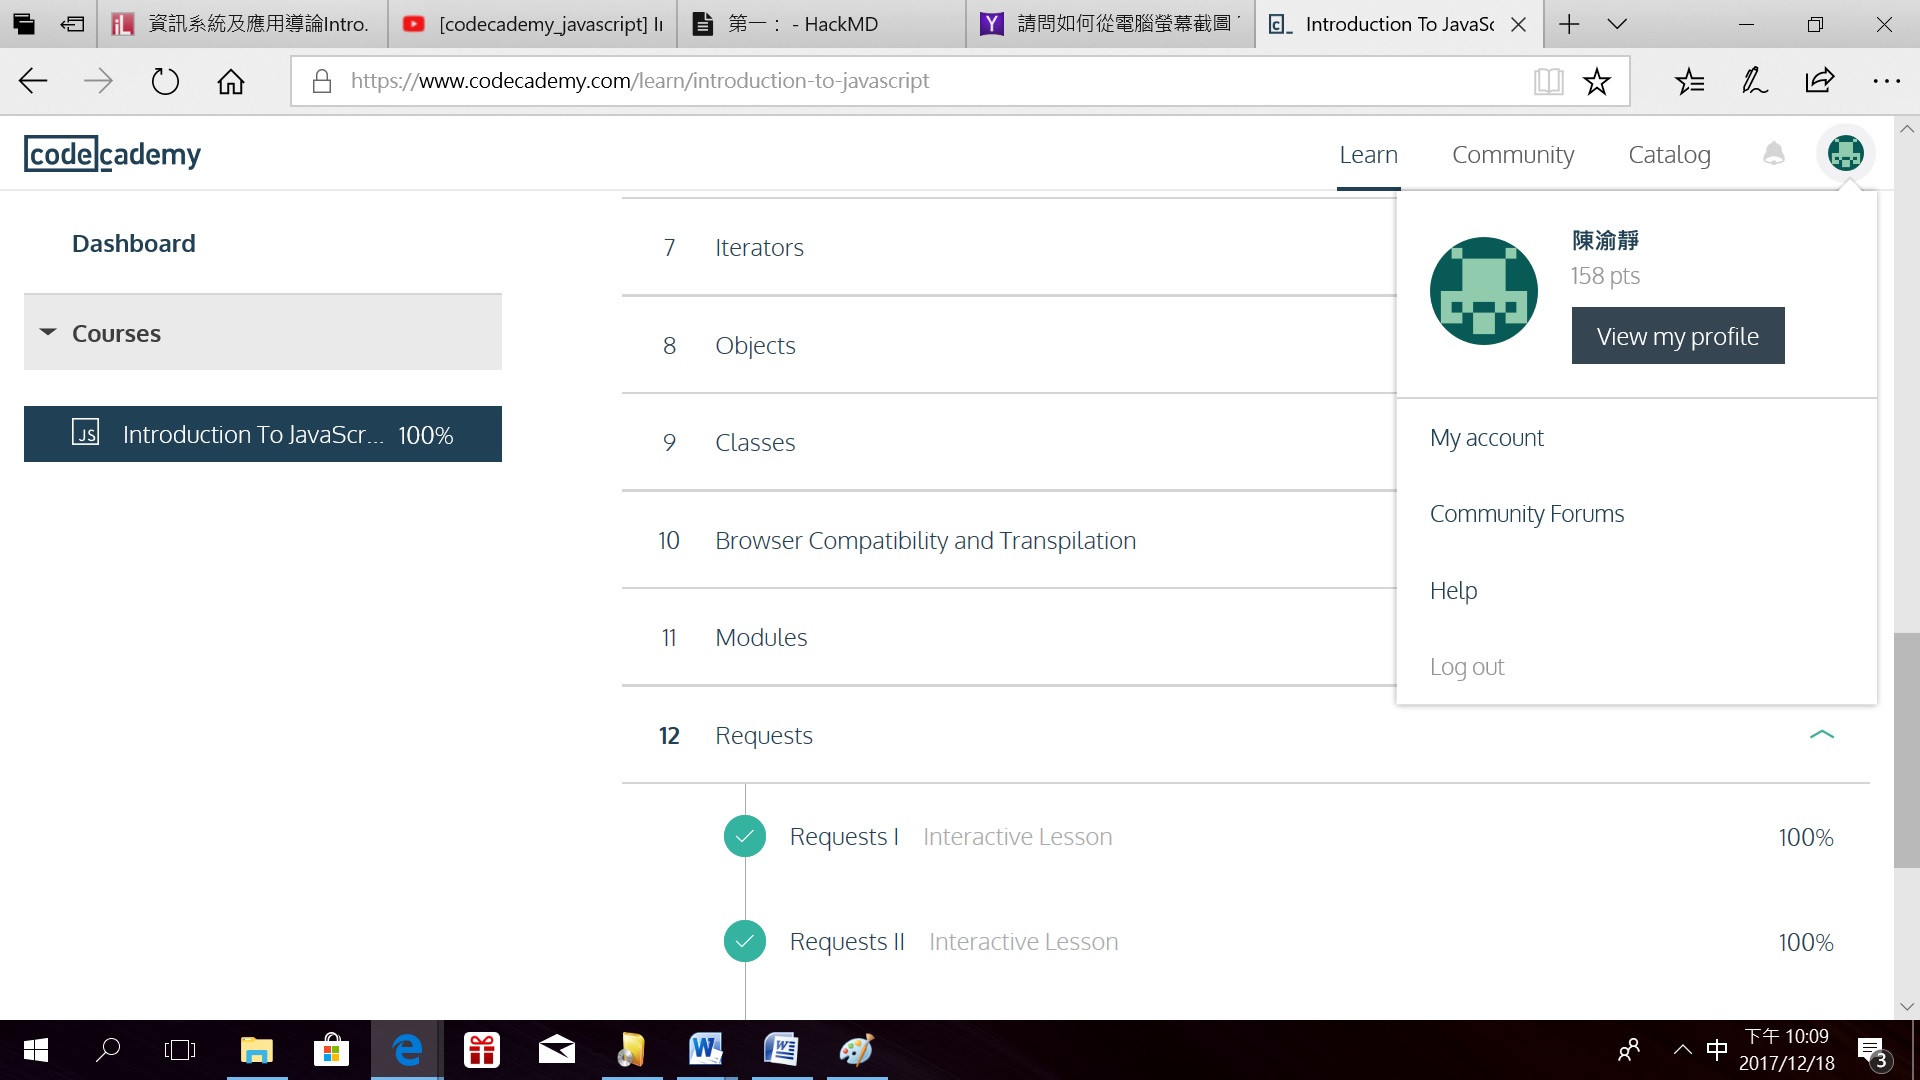 資訊系統及應用導論Intro.
[codecademy_javascript] I
第一： - HackMD
請問如何從電腦螢幕截圖
Introduction To JavaSc
https://www.codecademy.com/learn/introduction-to-javascript
codecademy
Learn
Community
Catalog
Dashboard
Courses
JS Introduction To JavaScr... 100%
7 Iterators
8 Objects
9 Classes
10 Browser Compatibility and Transpilation
11 Modules
12 Requests
Requests I Interactive Lesson 100%
Requests II Interactive Lesson 100%
陳渝靜
158 pts
View my profile
My account
Community Forums
Help
Log out
中
下午 10:09
2017/12/18
3